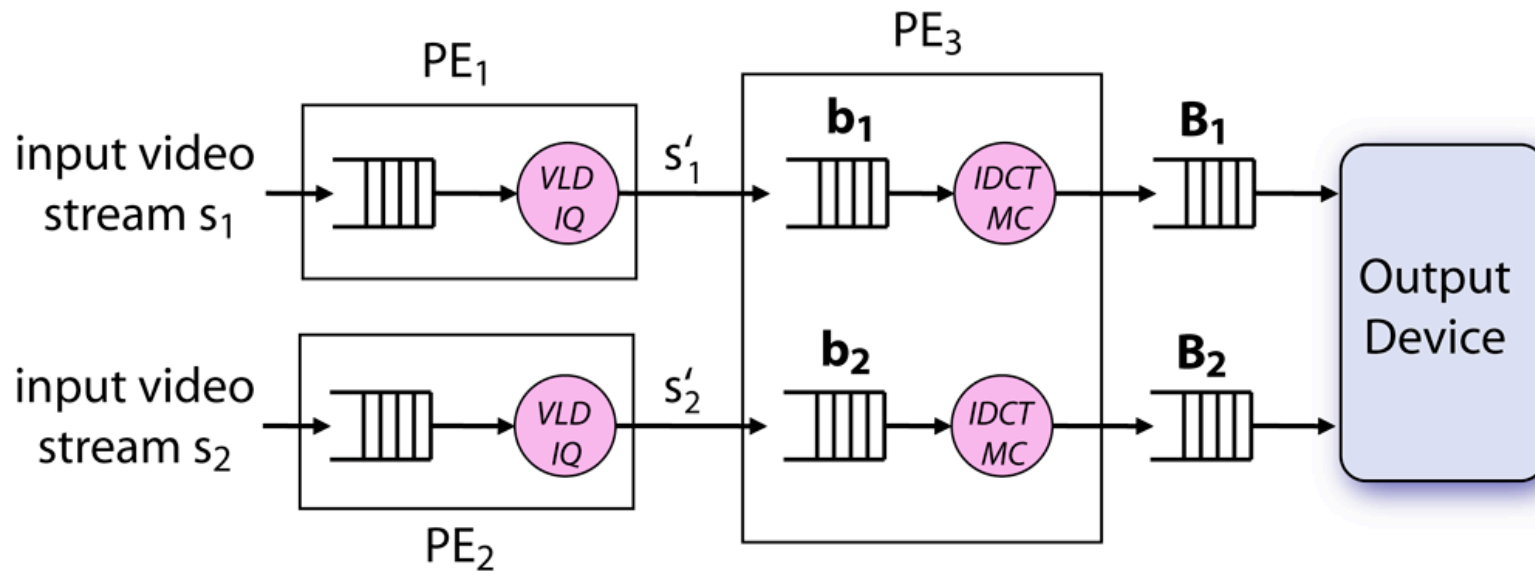 PE₁
input video
stream s₁
VLD
IQ
s‘₁
PE₃
b₁
IDCT
MC
B₁
Output
Device
input video
stream s₂
VLD
IQ
s‘₂
b₂
IDCT
MC
B₂
PE₂